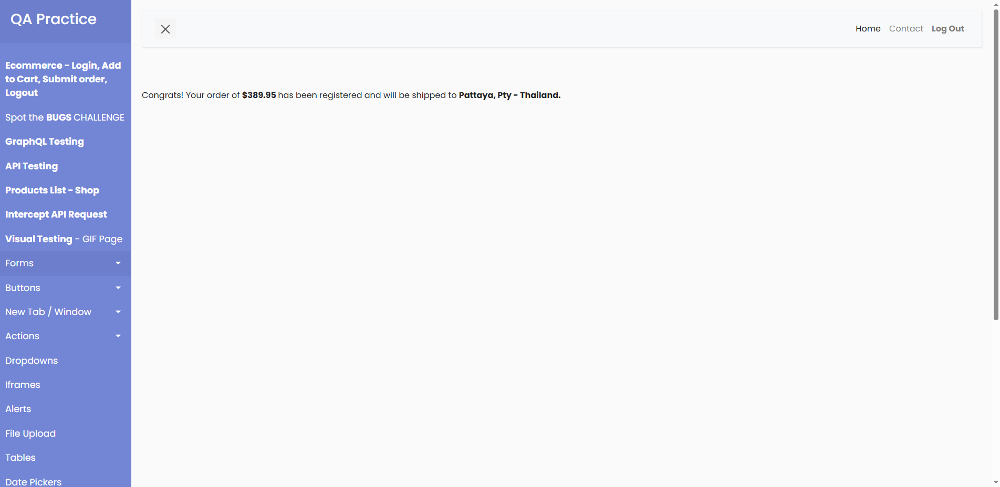 QA Practice
Ecommerce - Login, Add
to Cart, Submit order,
Logout
Spot the BUGS CHALLENGE
GraphQL Testing
API Testing
Products List - Shop
Intercept API Request
Visual Testing - GIF Page
Forms
Buttons
New Tab / Window
Actions
Dropdowns
Iframes
Alerts
File Upload
Tables
Date Pickers
Home Contact Log Out
Congrats! Your order of $389.95 has been registered and will be shipped to Pattaya, Pty - Thailand.